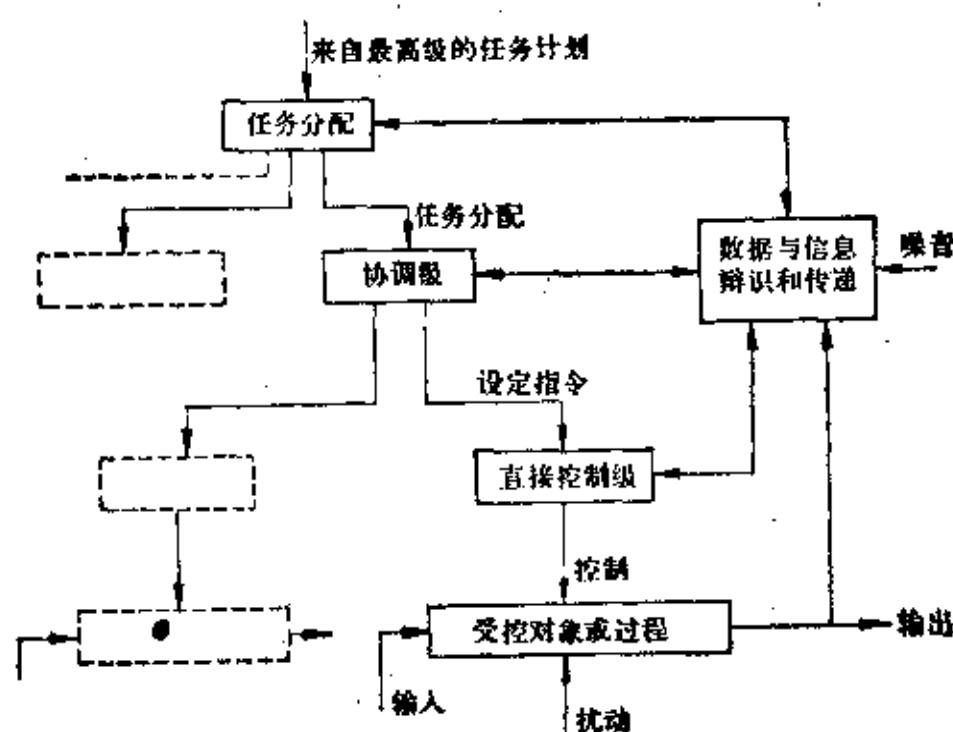 来自最高级的任务计划
任务分配
任务分配
协调级
数据与信息
辩识和传递
噪音
设定指令
直接控制级
控制
受控对象或过程
输出
输入
扰动